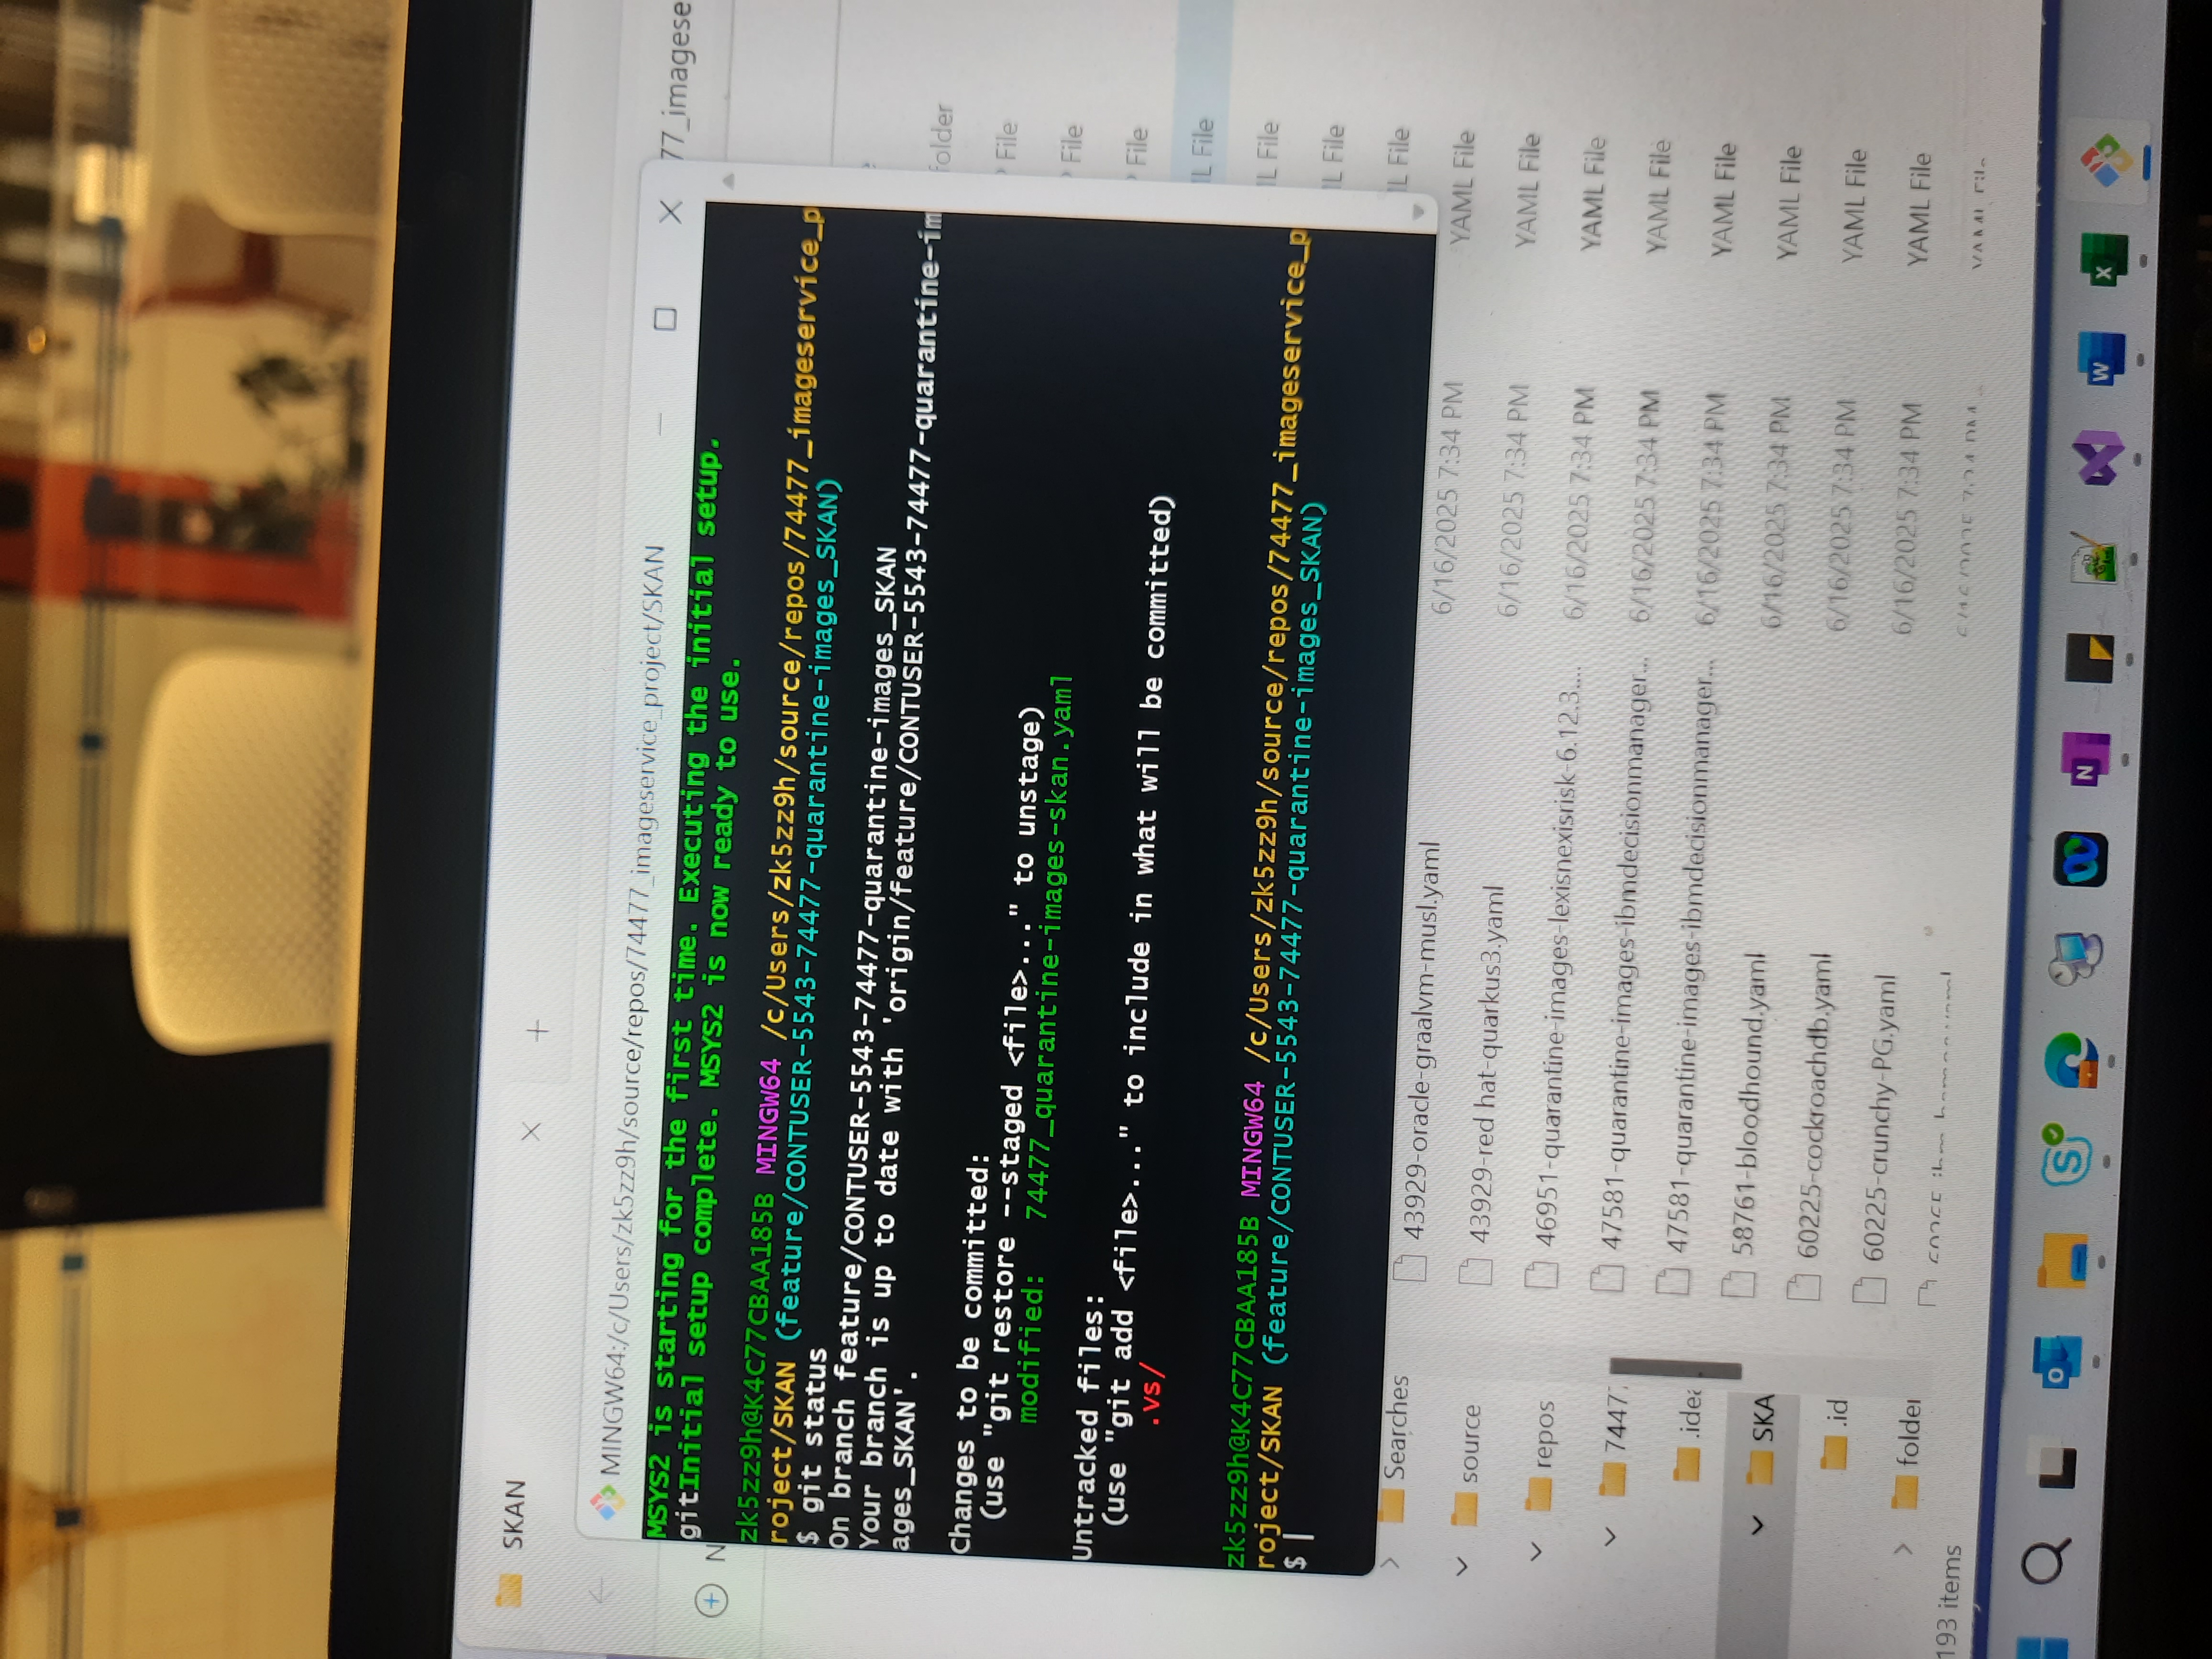 SKAN
MINGW64:/c/Users/zk5zz9h/source/repos/74477_imageservice_project/SKAN
77_imagese
N
MSYS2 is starting for the first time. Executing the initial setup.
gitInitial setup complete. MSYS2 is now ready to use.
zk5zz9h@K4C77CBAA185B MINGW64 /c/Users/zk5zz9h/source/repos/74477_imageservice_p
roject/SKAN (feature/CONTUSER-5543-74477-quarantine-images_SKAN)
$ git status
On branch feature/CONTUSER-5543-74477-quarantine-images_SKAN
Your branch is up to date with 'origin/feature/CONTUSER-5543-74477-quarantine-im
ages_SKAN'.
Changes to be committed:
(use "git restore --staged <file>..." to unstage)
modified: 74477_quarantine-images-skan.yaml
Untracked files:
(use "git add <file>..." to include in what will be committed)
.vs/
zk5zz9h@K4C77CBAA185B MINGW64 /c/Users/zk5zz9h/source/repos/74477_imageservice_p
roject/SKAN (feature/CONTUSER-5543-74477-quarantine-images_SKAN)
$
folder
File
File
File
L File
L File
L File
L File
Searches
source
repos
7447
.idea
SKA
.id
folder
193 items
43929-oracle-graalvm-musl.yaml 6/16/2025 7:34 PM YAML File
43929-red hat-quarkus3.yaml 6/16/2025 7:34 PM YAML File
46951-quarantine-images-lexisnexisrisk-6.12.3.... 6/16/2025 7:34 PM YAML File
47581-quarantine-images-ibmdecisionmanager... 6/16/2025 7:34 PM YAML File
47581-quarantine-images-ibmdecisionmanager... 6/16/2025 7:34 PM YAML File
58761-bloodhound.yaml 6/16/2025 7:34 PM YAML File
60225-cockroachdb.yaml 6/16/2025 7:34 PM YAML File
60225-crunchy-PG.yaml 6/16/2025 7:34 PM YAML File